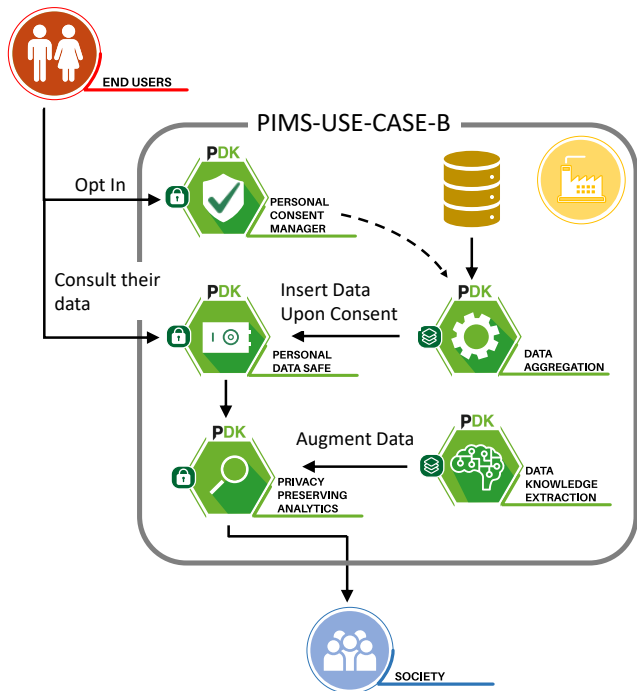 END USERS
PIMS-USE-CASE-B
PDK
Opt In
PERSONAL
CONSENT
MANAGER
Consult their
data
PDK
Insert Data
Upon Consent
PDK
PERSONAL
DATA SAFE
DATA
AGGREGATION
PDK
Augment Data
PDK
PRIVACY
PRESERVING
ANALYTICS
DATA
KNOWLEDGE
EXTRACTION
SOCIETY